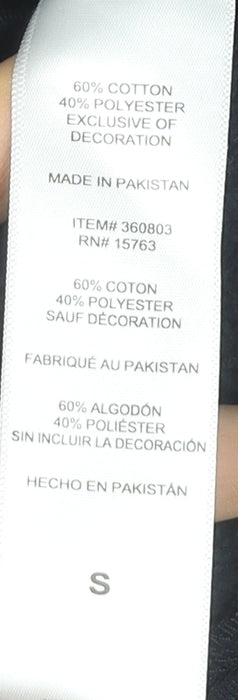 60% COTTON
40% POLYESTER
EXCLUSIVE OF
DECORATION
MADE IN PAKISTAN
ITEM# 360803
RN# 15763
60% COTON
40% POLYESTER
SAUF DÉCORATION
FABRIQUÉ AU PAKISTAN
60% ALGODÓN
40% POLIÉSTER
SIN INCLUIR LA DECORACIÓN
HECHO EN PAKISTÁN
S